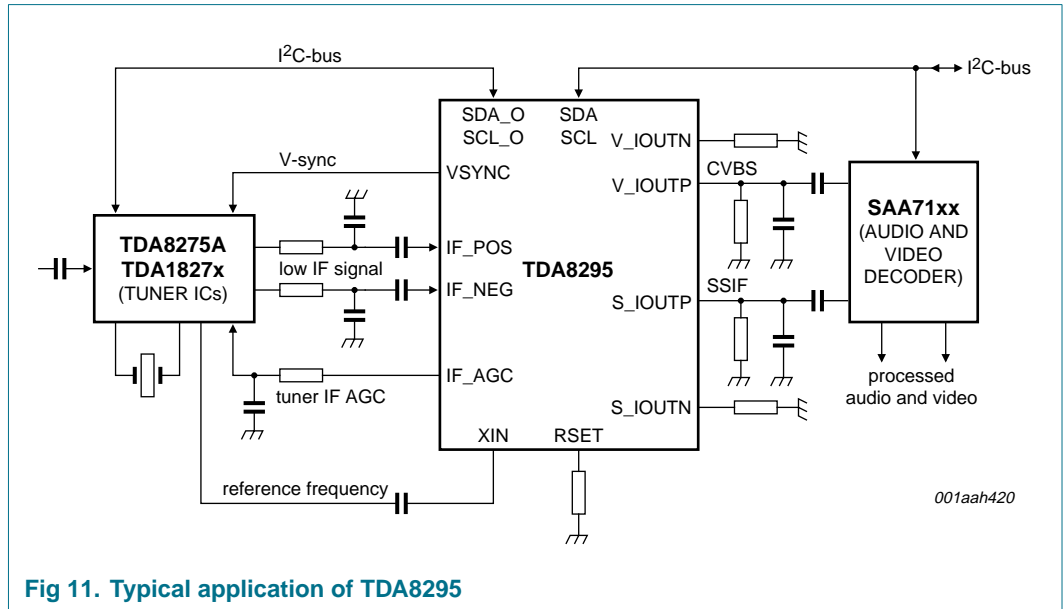 I2C-bus
I2C-bus
SDA_O
SCL_O
SDA
SCL
V_IOUTN
V-sync
VSYNC
CVBS
V_IOUTP
SAA71xx
(AUDIO AND
VIDEO
DECODER)
TDA8275A
TDA1827x
(TUNER ICs)
IF_POS
low IF signal
IF_NEG
TDA8295
SSIF
S_IOUTP
IF_AGC
tuner IF AGC
processed
audio and video
S_IOUTN
XIN
RSET
reference frequency
001aah420
Fig 11. Typical application of TDA8295